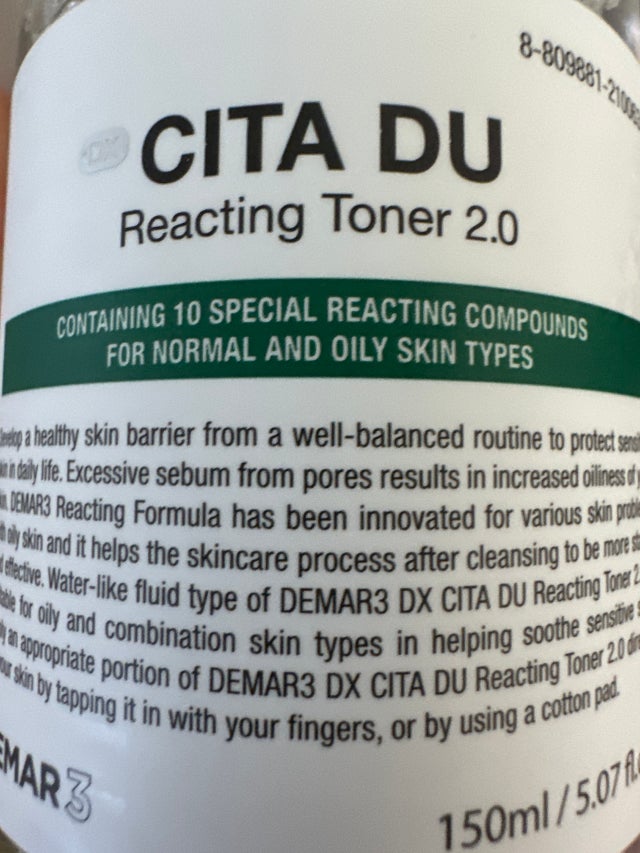 8-809881-2100
DX
CITA DU
Reacting Toner 2.0
CONTAINING 10 SPECIAL REACTING COMPOUNDS
FOR NORMAL AND OILY SKIN TYPES
a healthy skin barrier from a well-balanced routine to protect
in daily life. Excessive sebum from pores results in increased oiliness of
DEMAR3 Reacting Formula has been innovated for various skin
oily skin and it helps the skincare process after cleansing to be more
effective. Water-like fluid type of DEMAR3 DX CITA DU Reacting Toner
for oily and combination skin types in helping soothe sensitive
an appropriate portion of DEMAR3 DX CITA DU Reacting Toner 2.0
skin by tapping it in with your fingers, or by using a cotton pad.
EMAR3
150ml / 5.07 fl.